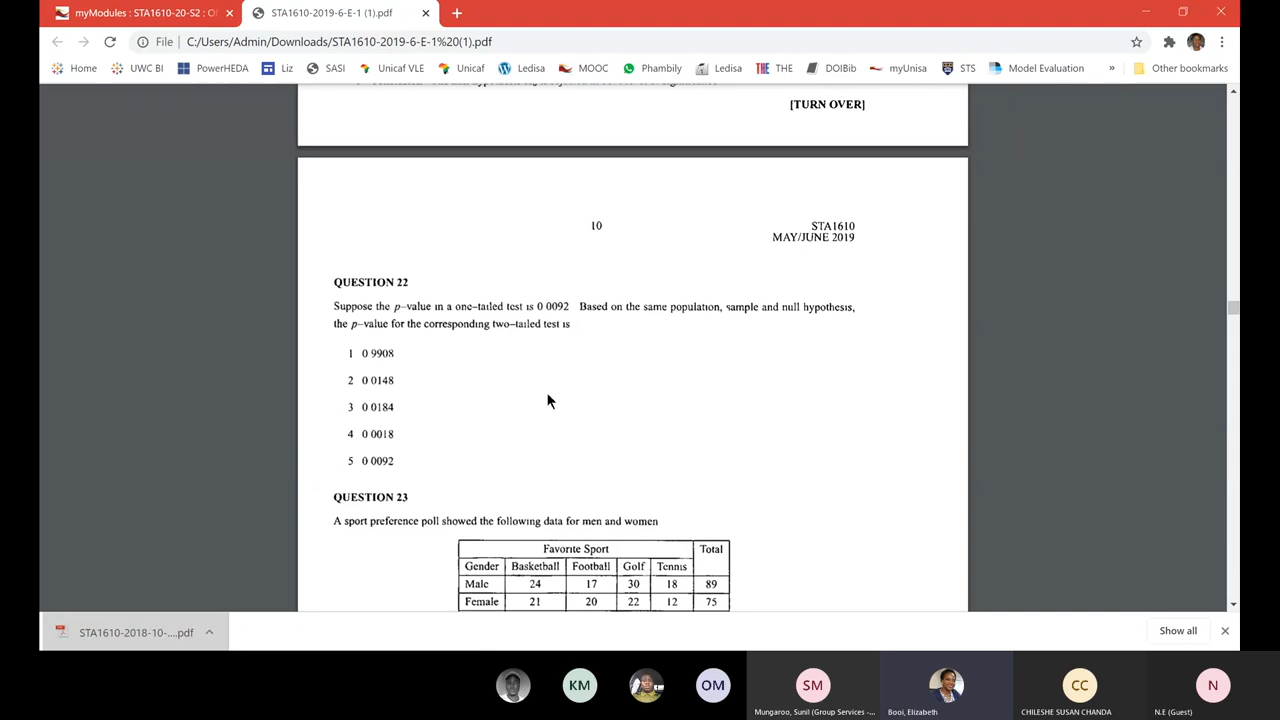 myModules : STA1610-20-S2 : O
STA1610-2019-6-E-1 (1).pdf
File
C:/Users/Admin/Downloads/STA1610-2019-6-E-1%20(1).pdf
Home
UWC BI
PowerHEDA
Liz
SASI
Unicaf VLE
Unicaf
Ledisa
MOOC
Phambily
Ledisa
THE
DOIBib
myUnisa
STS
Model Evaluation
»
Other bookmarks
[TURN OVER]
10
STA1610
MAY/JUNE 2019
QUESTION 22
Suppose the p–value in a one–tailed test is 0 0092 Based on the same population, sample and null hypothesis,
the p–value for the corresponding two–tailed test is
1 0 9908
2 0 0148
3 0 0184
4 0 0018
5 0 0092
QUESTION 23
A sport preference poll showed the following data for men and women
Favorite Sport Total
Gender Basketball Football Golf Tennis
Male 24 17 30 18 89
Female 21 20 22 12 75
STA1610-2018-10-....pdf
Show all
KM
OM
SM
CC
N
Mungaroo, Sunil (Group Services -...
Booi, Elizabeth
CHILESHE SUSAN CHANDA
N.E (Guest)